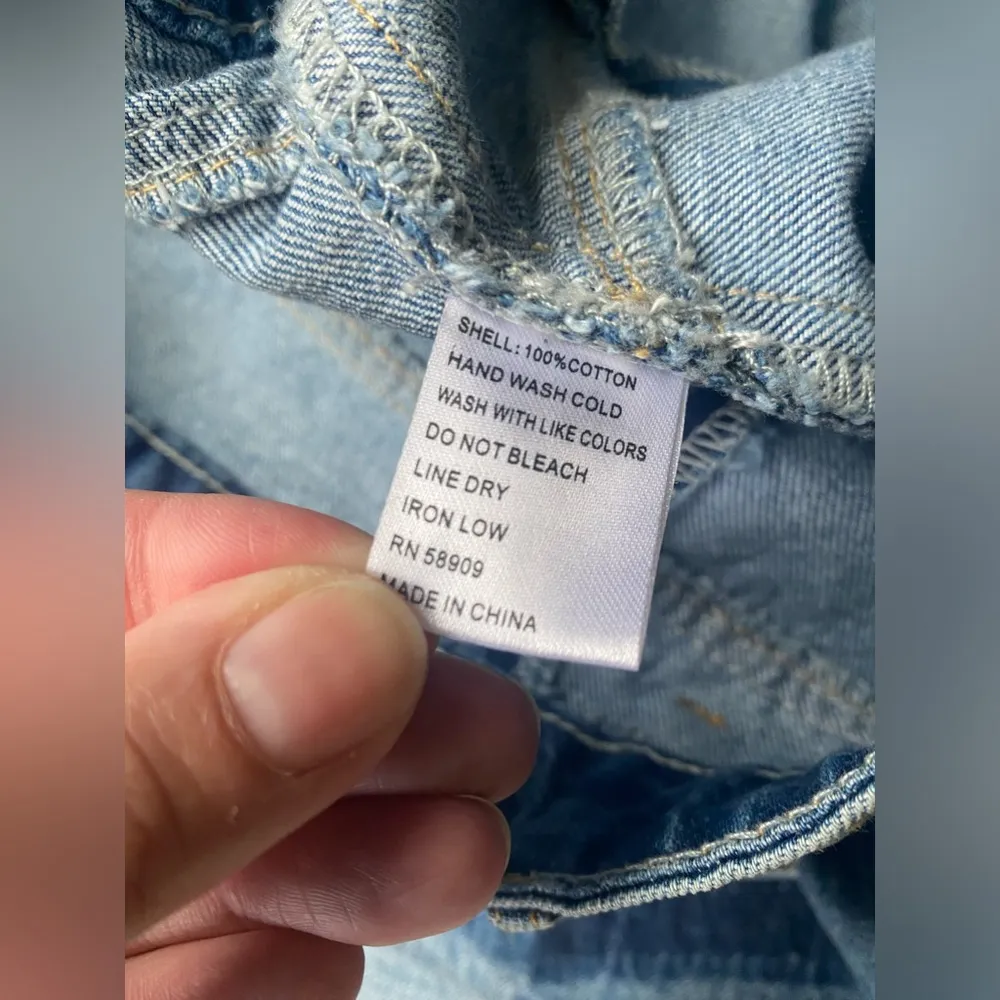 SHELL: 100%COTTON
HAND WASH COLD
WASH WITH LIKE COLORS
DO NOT BLEACH
LINE DRY
IRON LOW
RN 58909
MADE IN CHINA